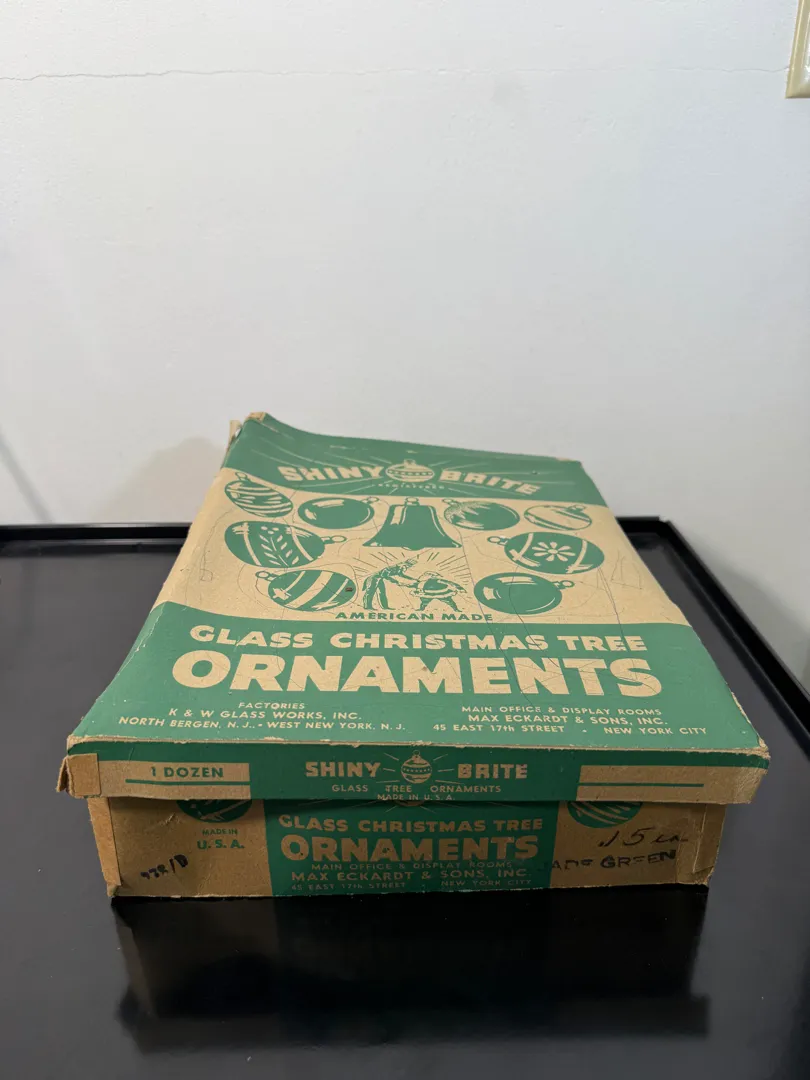 SHINY BRITE
REGISTERED
AMERICAN MADE
GLASS CHRISTMAS TREE
ORNAMENTS
FACTORIES
K & W GLASS WORKS, INC.
NORTH BERGEN, N. J. - WEST NEW YORK, N. J.
MAIN OFFICE & DISPLAY ROOMS
MAX ECKARDT & SONS, INC.
45 EAST 17th STREET - NEW YORK CITY
1 DOZEN
SHINY BRITE
GLASS TREE ORNAMENTS
MADE IN U.S.A.
MADE IN
U. S. A.
GLASS CHRISTMAS TREE
ORNAMENTS
MAIN OFFICE & DISPLAY ROOMS
MAX ECKARDT & SONS, INC
45 EAST 17th STREET - NEW YORK CITY
.15
GREEN